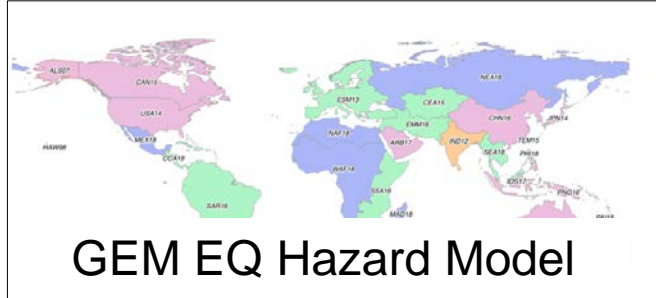 ALS07
CAN15
NEA18
ESM13
CEA15
USA14
EMM16
CHN16
JPN14
MEX18
NAF18
HAW98
ARB17
IND12
TEM15
CCA18
SEA18
PHI18
WAF18
IDS17
SSA18
PNG16
SAR16
MAD18
GEM EQ Hazard Model